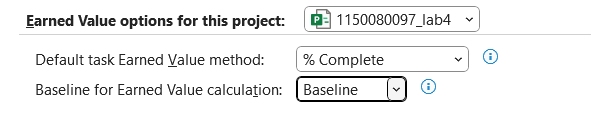 Earned Value options for this project: 1150080097_lab4
Default task Earned Value method: % Complete
Baseline for Earned Value calculation: Baseline